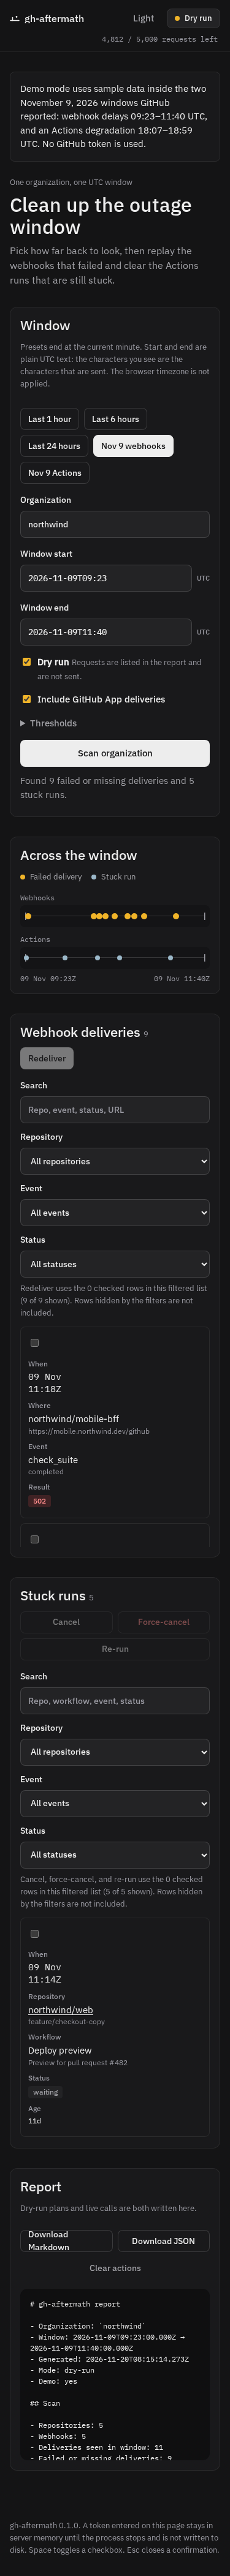 gh-aftermath
Light
Dry run
4,812 / 5,000 requests left
Demo mode uses sample data inside the two
November 9, 2026 windows GitHub
reported: webhook delays 09:23–11:40 UTC,
and an Actions degradation 18:07–18:59
UTC. No GitHub token is used.
One organization, one UTC window
Clean up the outage
window
Pick how far back to look, then replay the
webhooks that failed and clear the Actions
runs that are still stuck.
Window
Presets end at the current minute. Start and end are
plain UTC text: the characters you see are the
characters that are sent. The browser timezone is not
applied.
Last 1 hour
Last 6 hours
Last 24 hours
Nov 9 webhooks
Nov 9 Actions
Organization
northwind
Window start
2026-11-09T09:23
UTC
Window end
2026-11-09T11:40
UTC
Dry run Requests are listed in the report and
are not sent.
Include GitHub App deliveries
Thresholds
Scan organization
Found 9 failed or missing deliveries and 5
stuck runs.
Across the window
Failed delivery
Stuck run
Webhooks
Actions
09 Nov 09:23Z
09 Nov 11:40Z
Webhook deliveries 9
Redeliver
Search
Repo, event, status, URL
Repository
All repositories
Event
All events
Status
All statuses
Redeliver uses the 0 checked rows in this filtered list
(9 of 9 shown). Rows hidden by the filters are not
included.
When
09 Nov
11:18Z
Where
northwind/mobile-bff
https://mobile.northwind.dev/github
Event
check_suite
completed
Result
502
Stuck runs 5
Cancel
Force-cancel
Re-run
Search
Repo, workflow, event, status
Repository
All repositories
Event
All events
Status
All statuses
Cancel, force-cancel, and re-run use the 0 checked
rows in this filtered list (5 of 5 shown). Rows hidden
by the filters are not included.
When
09 Nov
11:14Z
Repository
northwind/web
feature/checkout-copy
Workflow
Deploy preview
Preview for pull request #482
Status
waiting
Age
11d
Report
Dry-run plans and live calls are both written here.
Download
Markdown
Download JSON
Clear actions
# gh-aftermath report
- Organization: `northwind`
- Window: 2026-11-09T09:23:00.000Z →
2026-11-09T11:40:00.000Z
- Generated: 2026-11-20T08:15:14.273Z
- Mode: dry-run
- Demo: yes
## Scan
- Repositories: 5
- Webhooks: 5
- Deliveries seen in window: 11
- Failed or missing deliveries: 9
gh-aftermath 0.1.0. A token entered on this page stays in
server memory until the process stops and is not written to
disk. Space toggles a checkbox. Esc closes a confirmation.